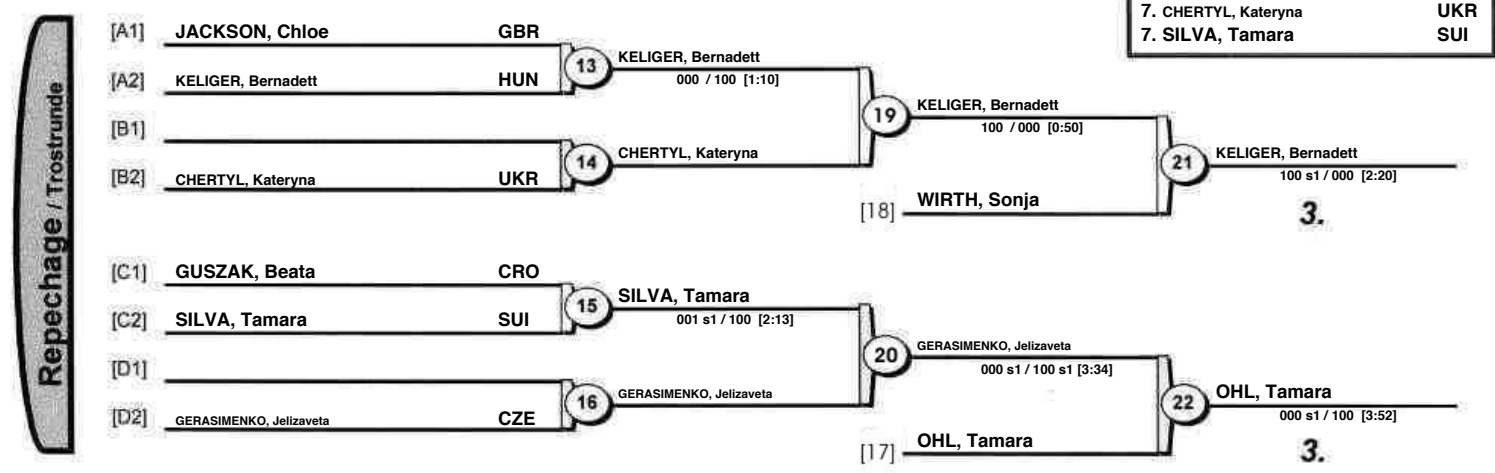 7. CHERTYL, Kateryna UKR
7. SILVA, Tamara SUI
Repechage / Trostrunde
[A1] JACKSON, Chloe GBR
[A2] KELIGER, Bernadett HUN
13 KELIGER, Bernadett
000 / 100 [1:10]
[B1]
[B2] CHERTYL, Kateryna UKR
14 CHERTYL, Kateryna
19 KELIGER, Bernadett
100 / 000 [0:50]
[18] WIRTH, Sonja
21 KELIGER, Bernadett
100 s1 / 000 [2:20]
3.
[C1] GUSZAK, Beata CRO
[C2] SILVA, Tamara SUI
15 SILVA, Tamara
001 s1 / 100 [2:13]
[D1]
[D2] GERASIMENKO, Jelizaveta CZE
16 GERASIMENKO, Jelizaveta
20 GERASIMENKO, Jelizaveta
000 s1 / 100 s1 [3:34]
[17] OHL, Tamara
22 OHL, Tamara
000 s1 / 100 [3:52]
3.